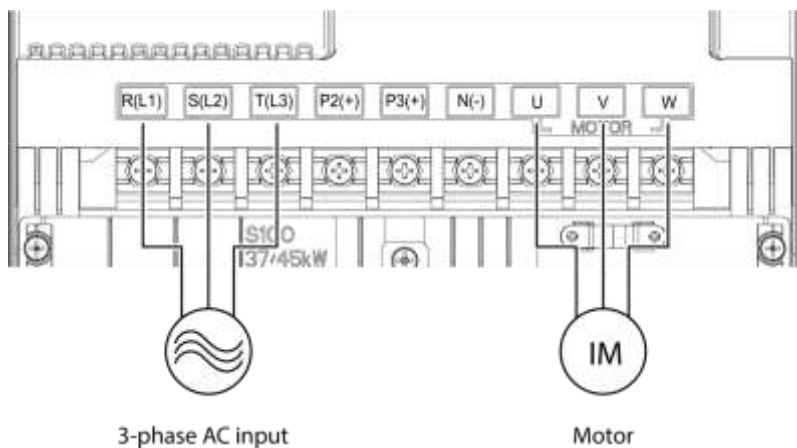 R(L1) S(L2) T(L3) P2(+) P3(+) N(-) U V W
MOTOR
S100
37/45kW
IM
3-phase AC input
Motor